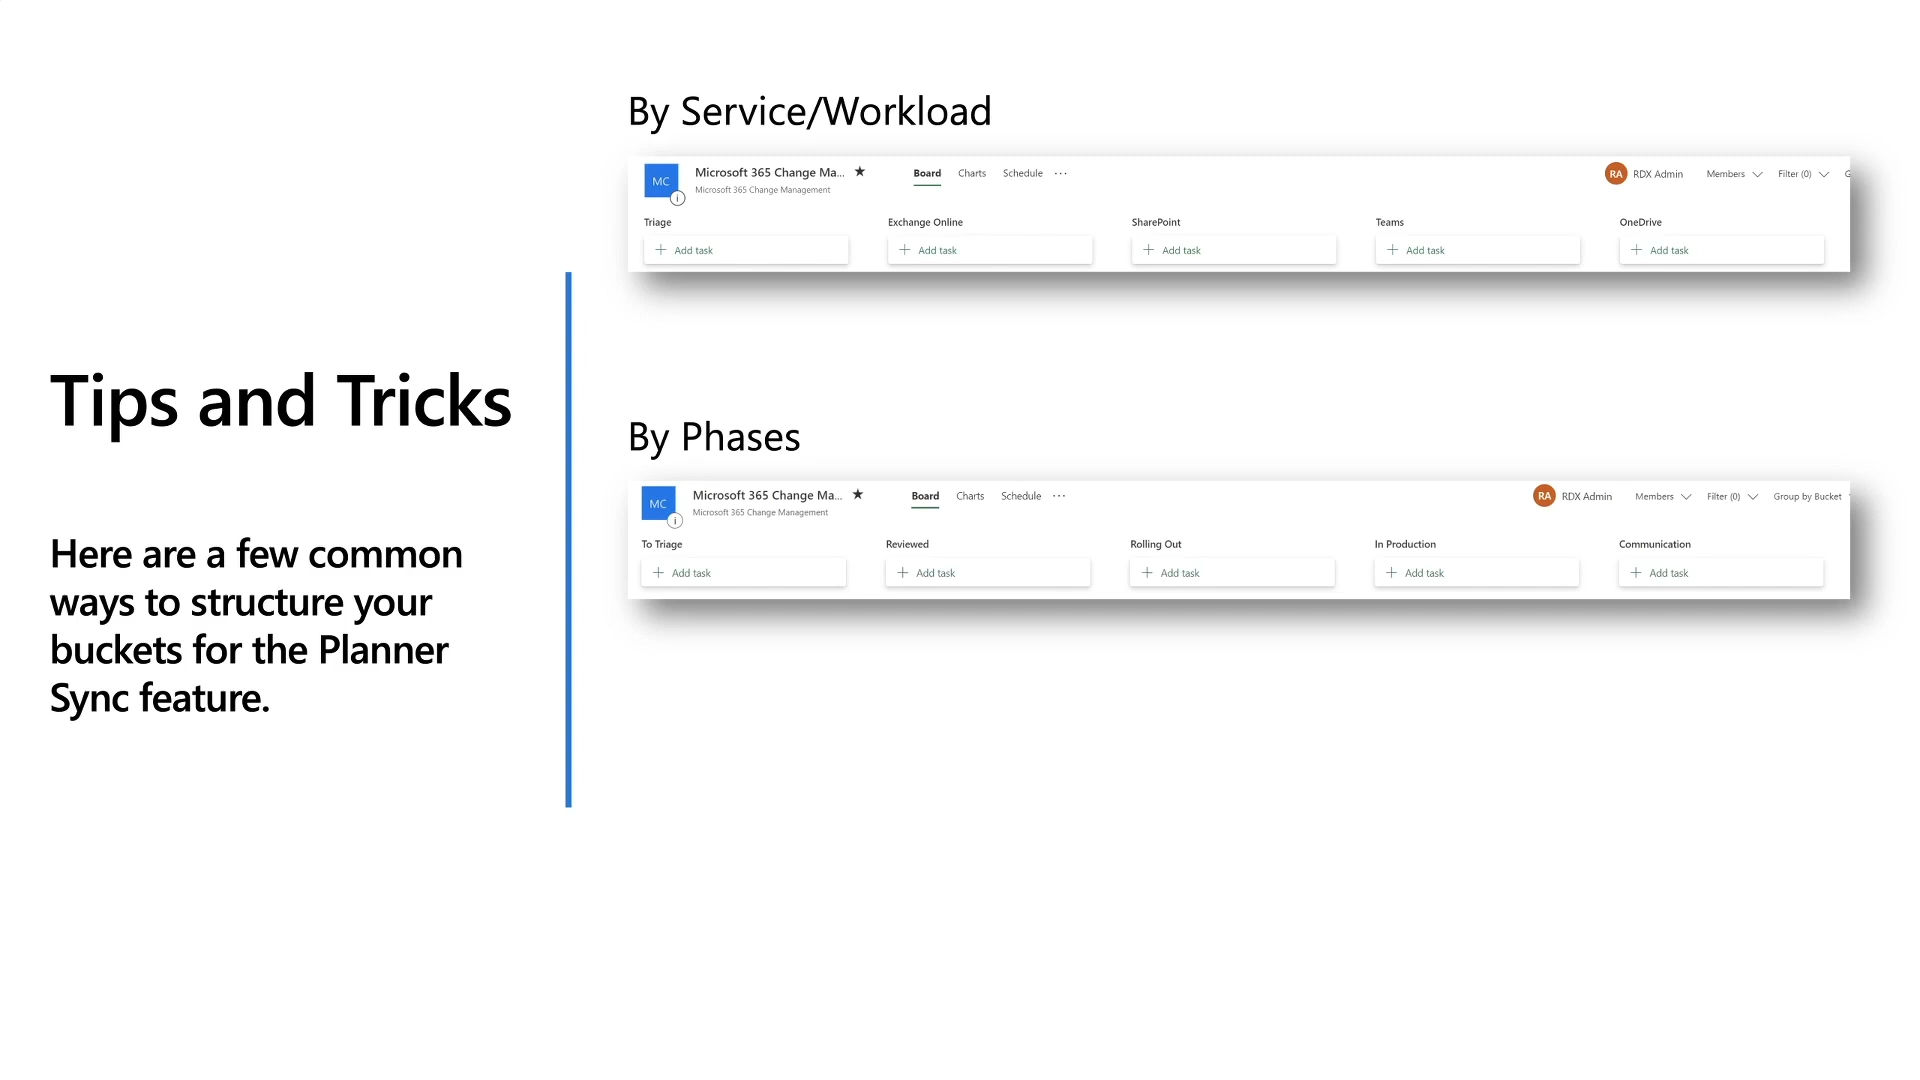 Tips and Tricks
Here are a few common
ways to structure your
buckets for the Planner
Sync feature.
By Service/Workload
MC
Microsoft 365 Change Ma...
Microsoft 365 Change Management
Board Charts Schedule ...
RA RDX Admin Members Filter (0)
Triage Exchange Online SharePoint Teams OneDrive
Add task Add task Add task Add task Add task
By Phases
MC
Microsoft 365 Change Ma...
Microsoft 365 Change Management
Board Charts Schedule ...
RA RDX Admin Members Filter (0) Group by Bucket
To Triage Reviewed Rolling Out In Production Communication
Add task Add task Add task Add task Add task